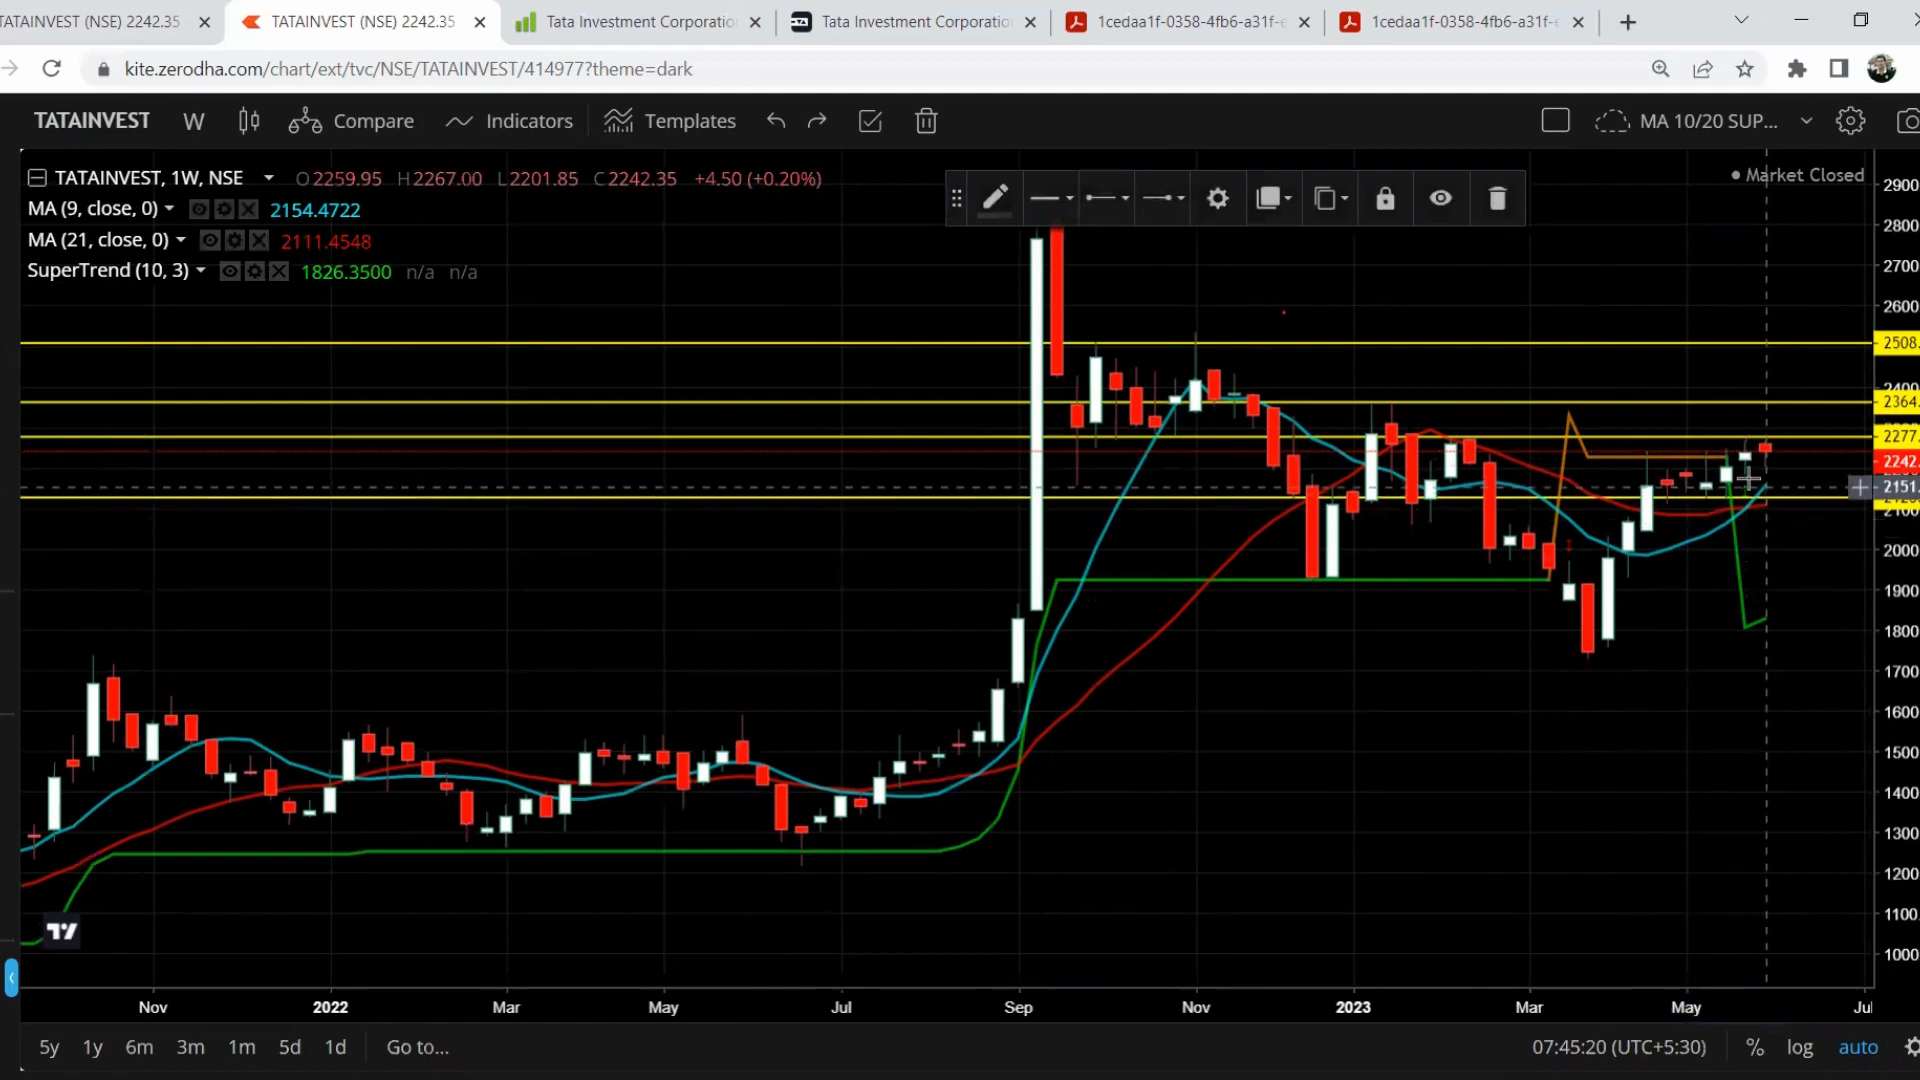 TATAINVEST (NSE) 2242.35
TATAINVEST (NSE) 2242.35
Tata Investment Corporatio
Tata Investment Corporatio
1cedaa1f-0358-4fb6-a31f-
1cedaa1f-0358-4fb6-a31f-
kite.zerodha.com/chart/ext/tvc/NSE/TATAINVEST/414977?theme=dark
TATAINVEST W Compare Indicators Templates MA 10/20 SUP...
TATAINVEST, 1W, NSE O2259.95 H2267.00 L2201.85 C2242.35 +4.50 (+0.20%)
Market Closed
MA (9, close, 0) 2154.4722
MA (21, close, 0) 2111.4548
SuperTrend (10, 3) 1826.3500 n/a n/a
2900
2800
2700
2600
2508.
2400
2364.
2277.
2242.
2151.
2100
2000
1900
1800
1700
1600
1500
1400
1300
1200
1100.
1000
Nov 2022 Mar May Jul Sep Nov 2023 Mar May Jul
5y 1y 6m 3m 1m 5d 1d Go to... 07:45:20 (UTC+5:30) % log auto